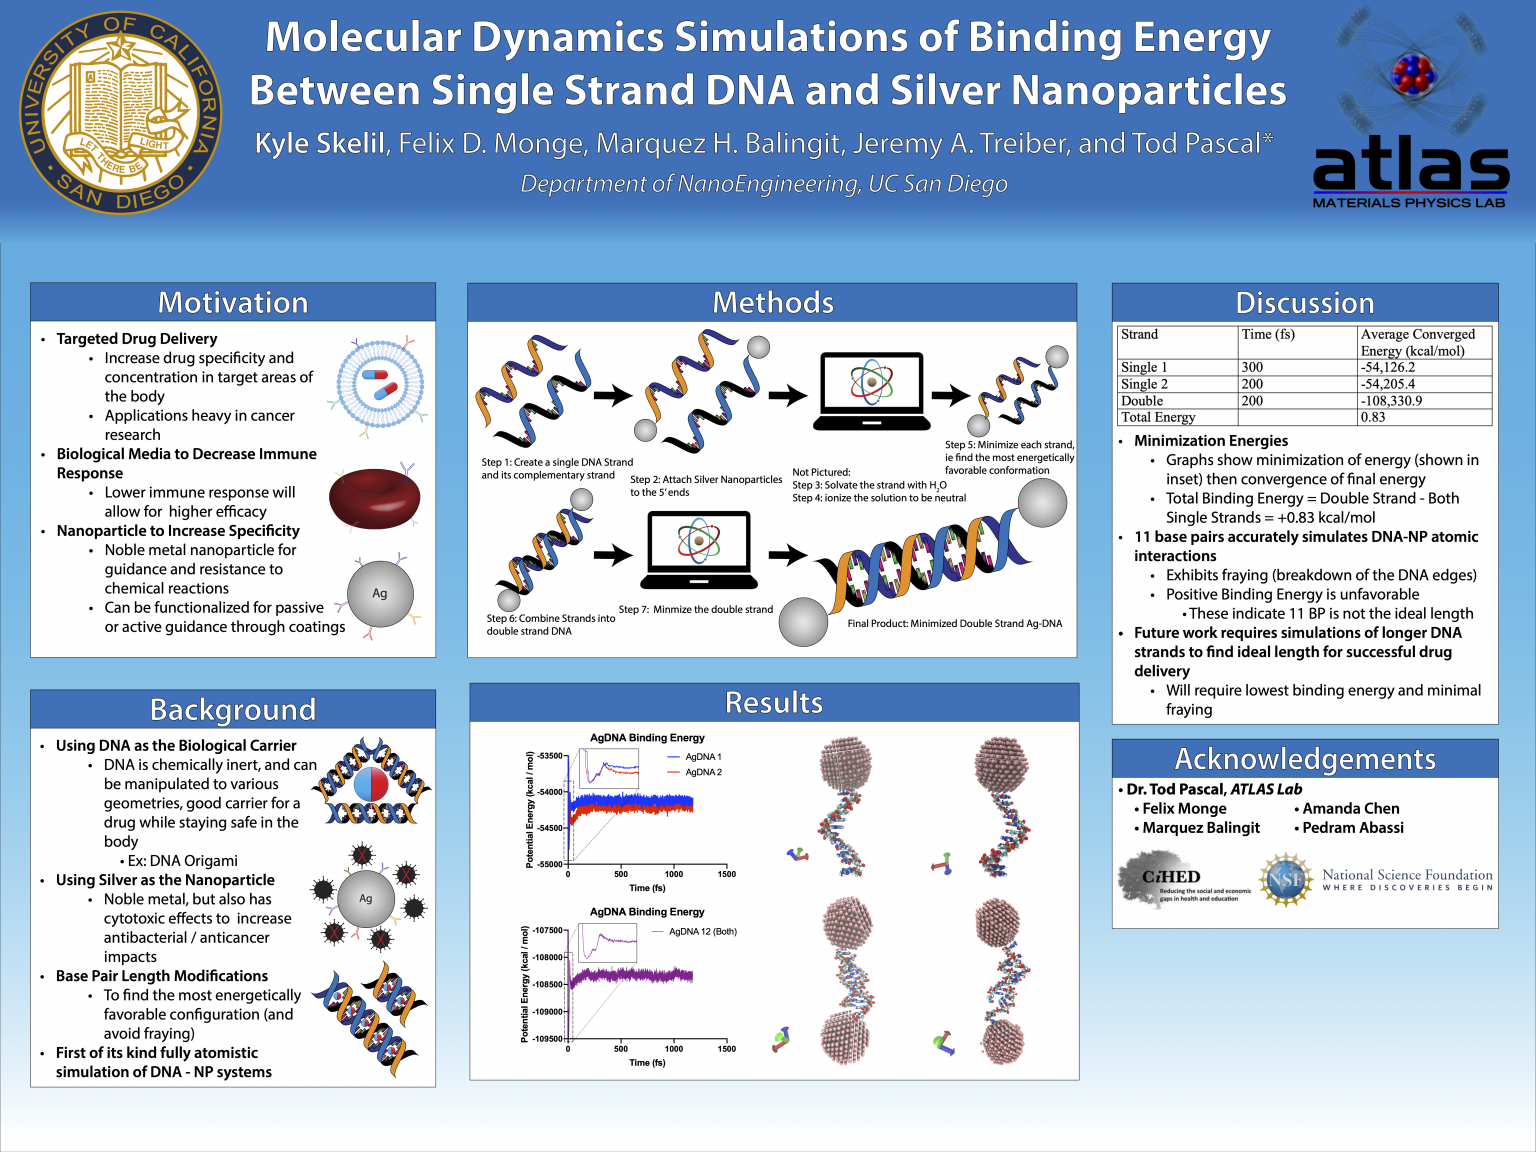 UNIVERSITY OF CALIFORNIA
SAN DIEGO
LET THERE BE LIGHT
A
Molecular Dynamics Simulations of Binding Energy
Between Single Strand DNA and Silver Nanoparticles
Kyle Skelil, Felix D. Monge, Marquez H. Balingit, Jeremy A. Treiber, and Tod Pascal*
Department of NanoEngineering, UC San Diego
atlas
MATERIALS PHYSICS LAB
Motivation
• Targeted Drug Delivery
• Increase drug specificity and
concentration in target areas of
the body
• Applications heavy in cancer
research
• Biological Media to Decrease Immune
Response
• Lower immune response will
allow for higher efficacy
• Nanoparticle to Increase Specificity
• Noble metal nanoparticle for
guidance and resistance to
chemical reactions
• Can be functionalized for passive
or active guidance through coatings
Ag
Background
• Using DNA as the Biological Carrier
• DNA is chemically inert, and can
be manipulated to various
geometries, good carrier for a
drug while staying safe in the
body
• Ex: DNA Origami
• Using Silver as the Nanoparticle
• Noble metal, but also has
cytotoxic effects to increase
antibacterial / anticancer
impacts
• Base Pair Length Modifications
• To find the most energetically
favorable configuration (and
avoid fraying)
• First of its kind fully atomistic
simulation of DNA - NP systems
Ag
Methods
Step 1: Create a single DNA Strand
and its complementary strand
Step 2: Attach Silver Nanoparticles
to the 5' ends
Not Pictured:
Step 3: Solvate the strand with H2O
Step 4: ionize the solution to be neutral
Step 5: Minimize each strand,
ie find the most energetically
favorable conformation
Step 6: Combine Strands into
double strand DNA
Step 7: Minmize the double strand
Final Product: Minimized Double Strand Ag-DNA
Results
AgDNA Binding Energy
Potential Energy (kcal / mol)
-53500
-54000
-54500
-55000
0 500 1000 1500
Time (fs)
AgDNA 1
AgDNA 2
AgDNA Binding Energy
Potential Energy (kcal / mol)
-107500
-108000
-108500
-109000
-109500
0 500 1000 1500
Time (fs)
AgDNA 12 (Both)
Discussion
Strand Time (fs) Average Converged
Energy (kcal/mol)
Single 1 300 -54,126.2
Single 2 200 -54,205.4
Double 200 -108,330.9
Total Energy 0.83
• Minimization Energies
• Graphs show minimization of energy (shown in
inset) then convergence of final energy
• Total Binding Energy = Double Strand - Both
Single Strands = +0.83 kcal/mol
• 11 base pairs accurately simulates DNA-NP atomic
interactions
• Exhibits fraying (breakdown of the DNA edges)
• Positive Binding Energy is unfavorable
• These indicate 11 BP is not the ideal length
• Future work requires simulations of longer DNA
strands to find ideal length for successful drug
delivery
• Will require lowest binding energy and minimal
fraying
Acknowledgements
• Dr. Tod Pascal, ATLAS Lab
• Felix Monge • Amanda Chen
• Marquez Balingit • Pedram Abassi
CiHED
Reducing the social and economic
gaps in health and education
NSF
National Science Foundation
WHERE DISCOVERIES BEGIN